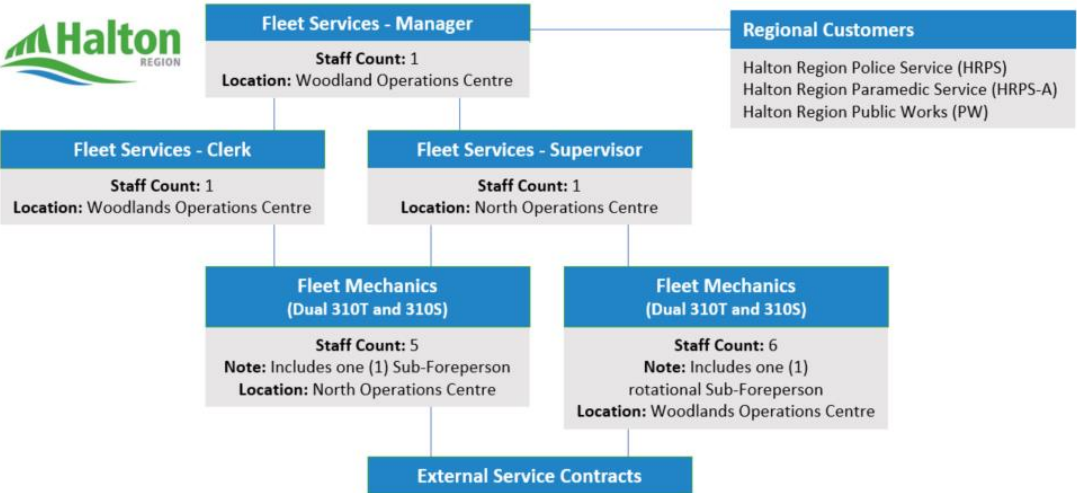 Halton
REGION
Fleet Services - Manager
Staff Count: 1
Location: Woodland Operations Centre
Regional Customers
Halton Region Police Service (HRPS)
Halton Region Paramedic Service (HRPS-A)
Halton Region Public Works (PW)
Fleet Services - Clerk
Staff Count: 1
Location: Woodlands Operations Centre
Fleet Services - Supervisor
Staff Count: 1
Location: North Operations Centre
Fleet Mechanics
(Dual 310T and 310S)
Staff Count: 5
Note: Includes one (1) Sub-Foreperson
Location: North Operations Centre
Fleet Mechanics
(Dual 310T and 310S)
Staff Count: 6
Note: Includes one (1)
rotational Sub-Foreperson
Location: Woodlands Operations Centre
External Service Contracts